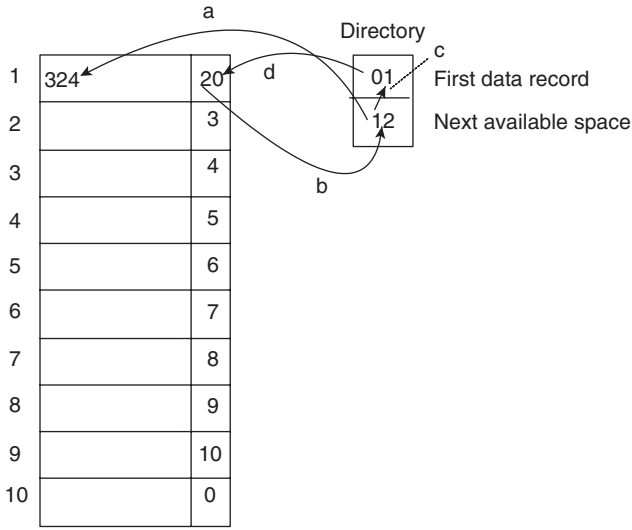 a
Directory
c
1 324 20 d 01 First data record
2 3 12 Next available space
3 4
b
4 5
5 6
6 7
7 8
8 9
9 10
10 0